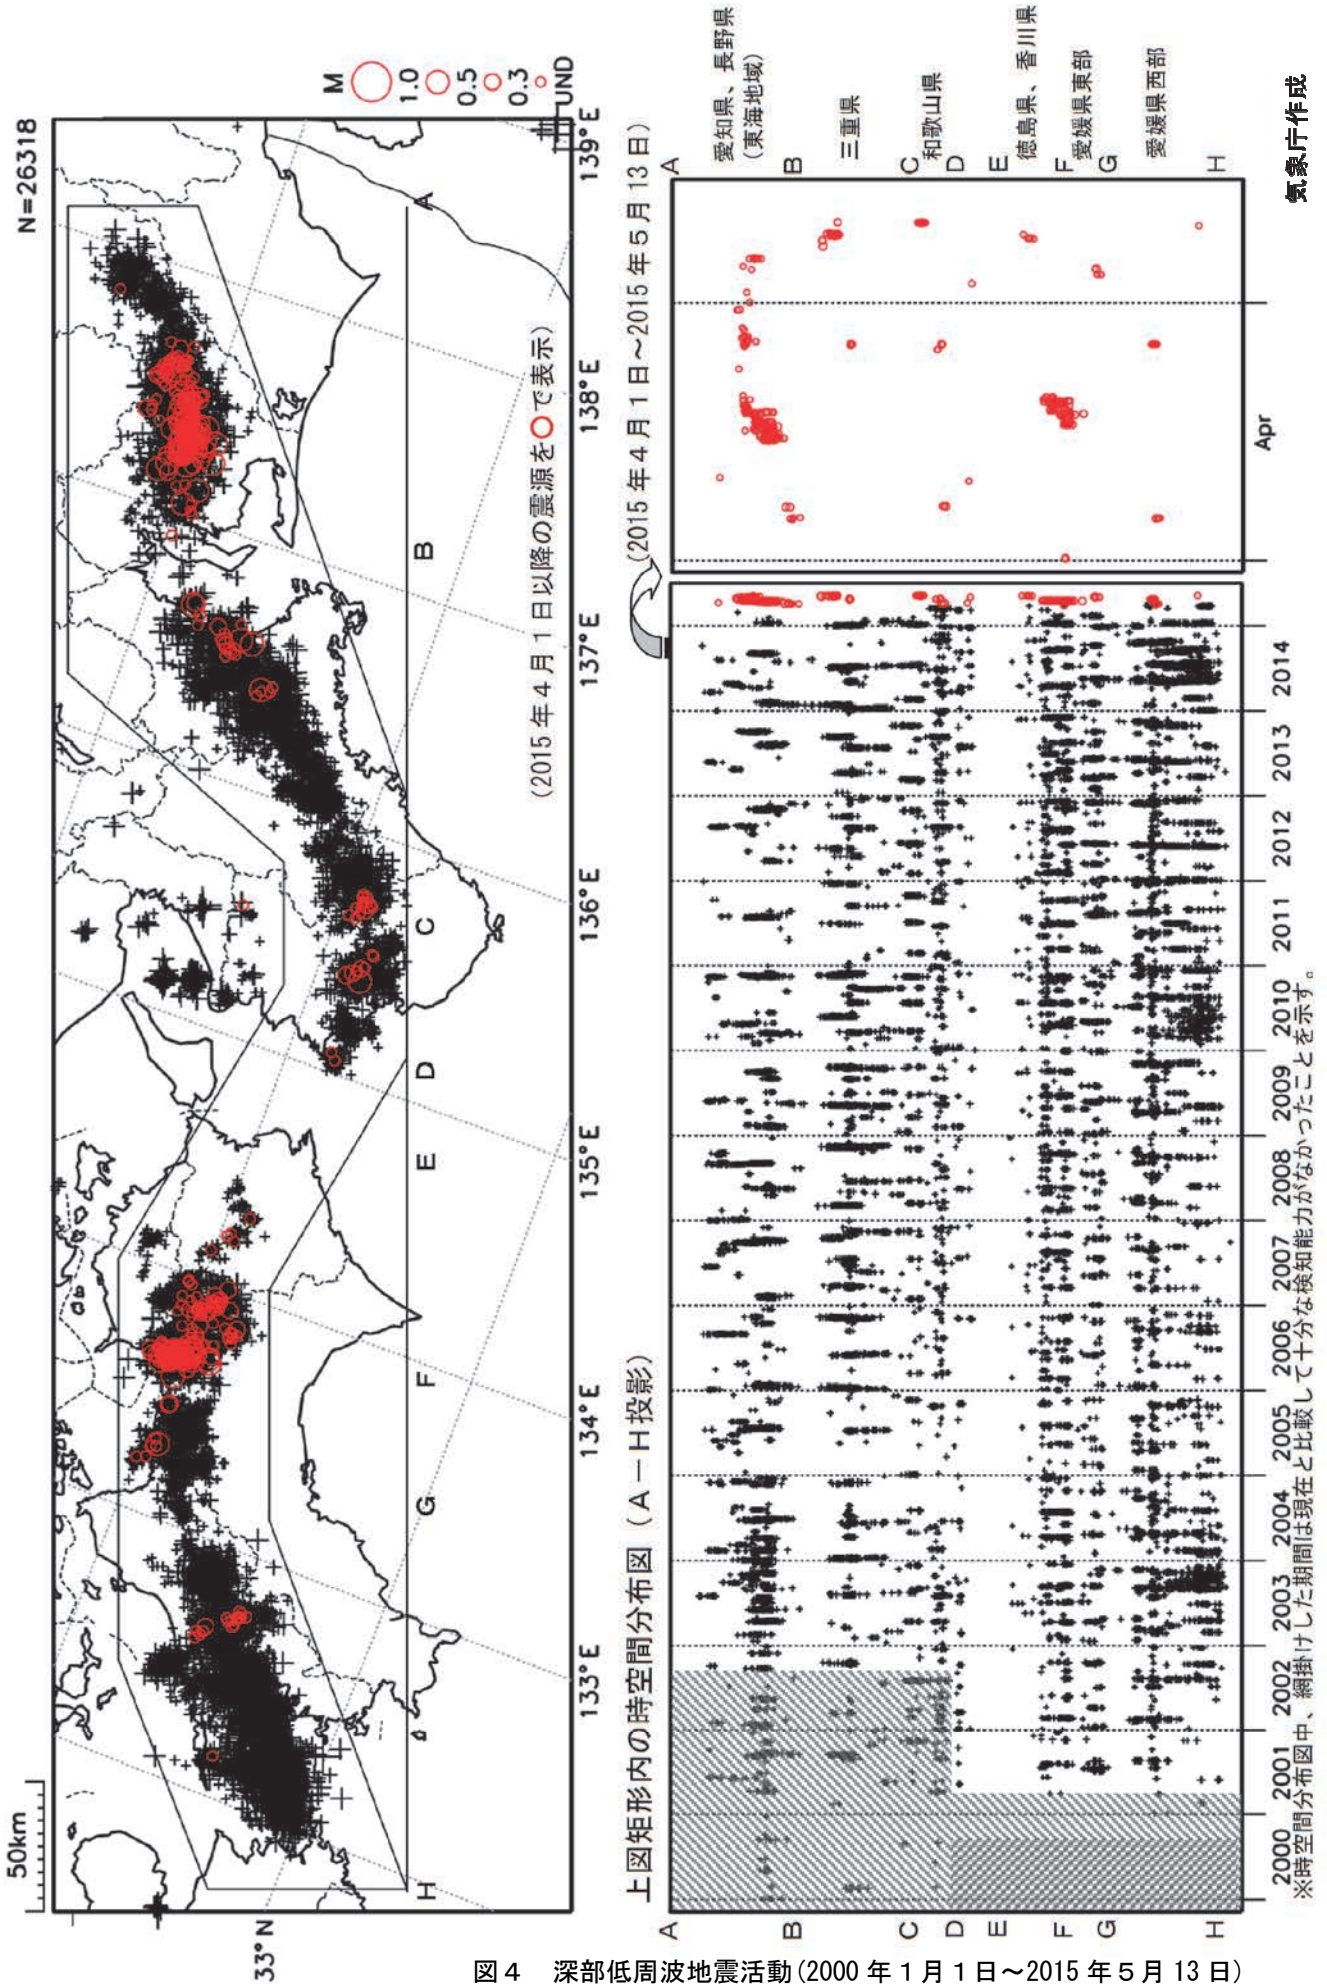 50km
N=26318
M
1.0
0.5
0.3
UND
33°N
133°E
134°E
135°E
136°E
137°E
138°E
139°E
H
G
F
E
D
C
B
A
(2015年4月1日以降の震源を○で表示)
上図矩形内の時空間分布図(A-H投影)
(2015年4月1日~2015年5月13日)
A
B
C
D
E
F
G
H
A
B
C
D
E
F
G
H
愛知県、長野県
(東海地域)
三重県
和歌山県
徳島県、香川県
愛媛県東部
愛媛県西部
2000
2001
2002
2003
2004
2005
2006
2007
2008
2009
2010
2011
2012
2013
2014
Apr
※時空間分布図中、網掛けした期間は現在と比較して十分な検知能力がなかったことを示す。
気象庁作成
図4 深部低周波地震活動(2000年1月1日~2015年5月13日)